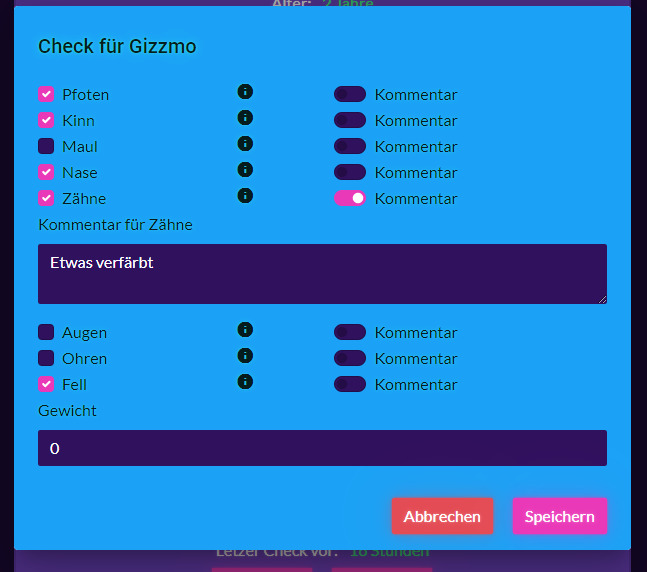 Alter: 2 Jahre
Check für Gizzmo
Pfoten Kommentar
Kinn Kommentar
Maul Kommentar
Nase Kommentar
Zähne Kommentar
Kommentar für Zähne
Etwas verfärbt
Augen Kommentar
Ohren Kommentar
Fell Kommentar
Gewicht
0
Abbrechen Speichern
Letzer Check vor: 16 Stunden